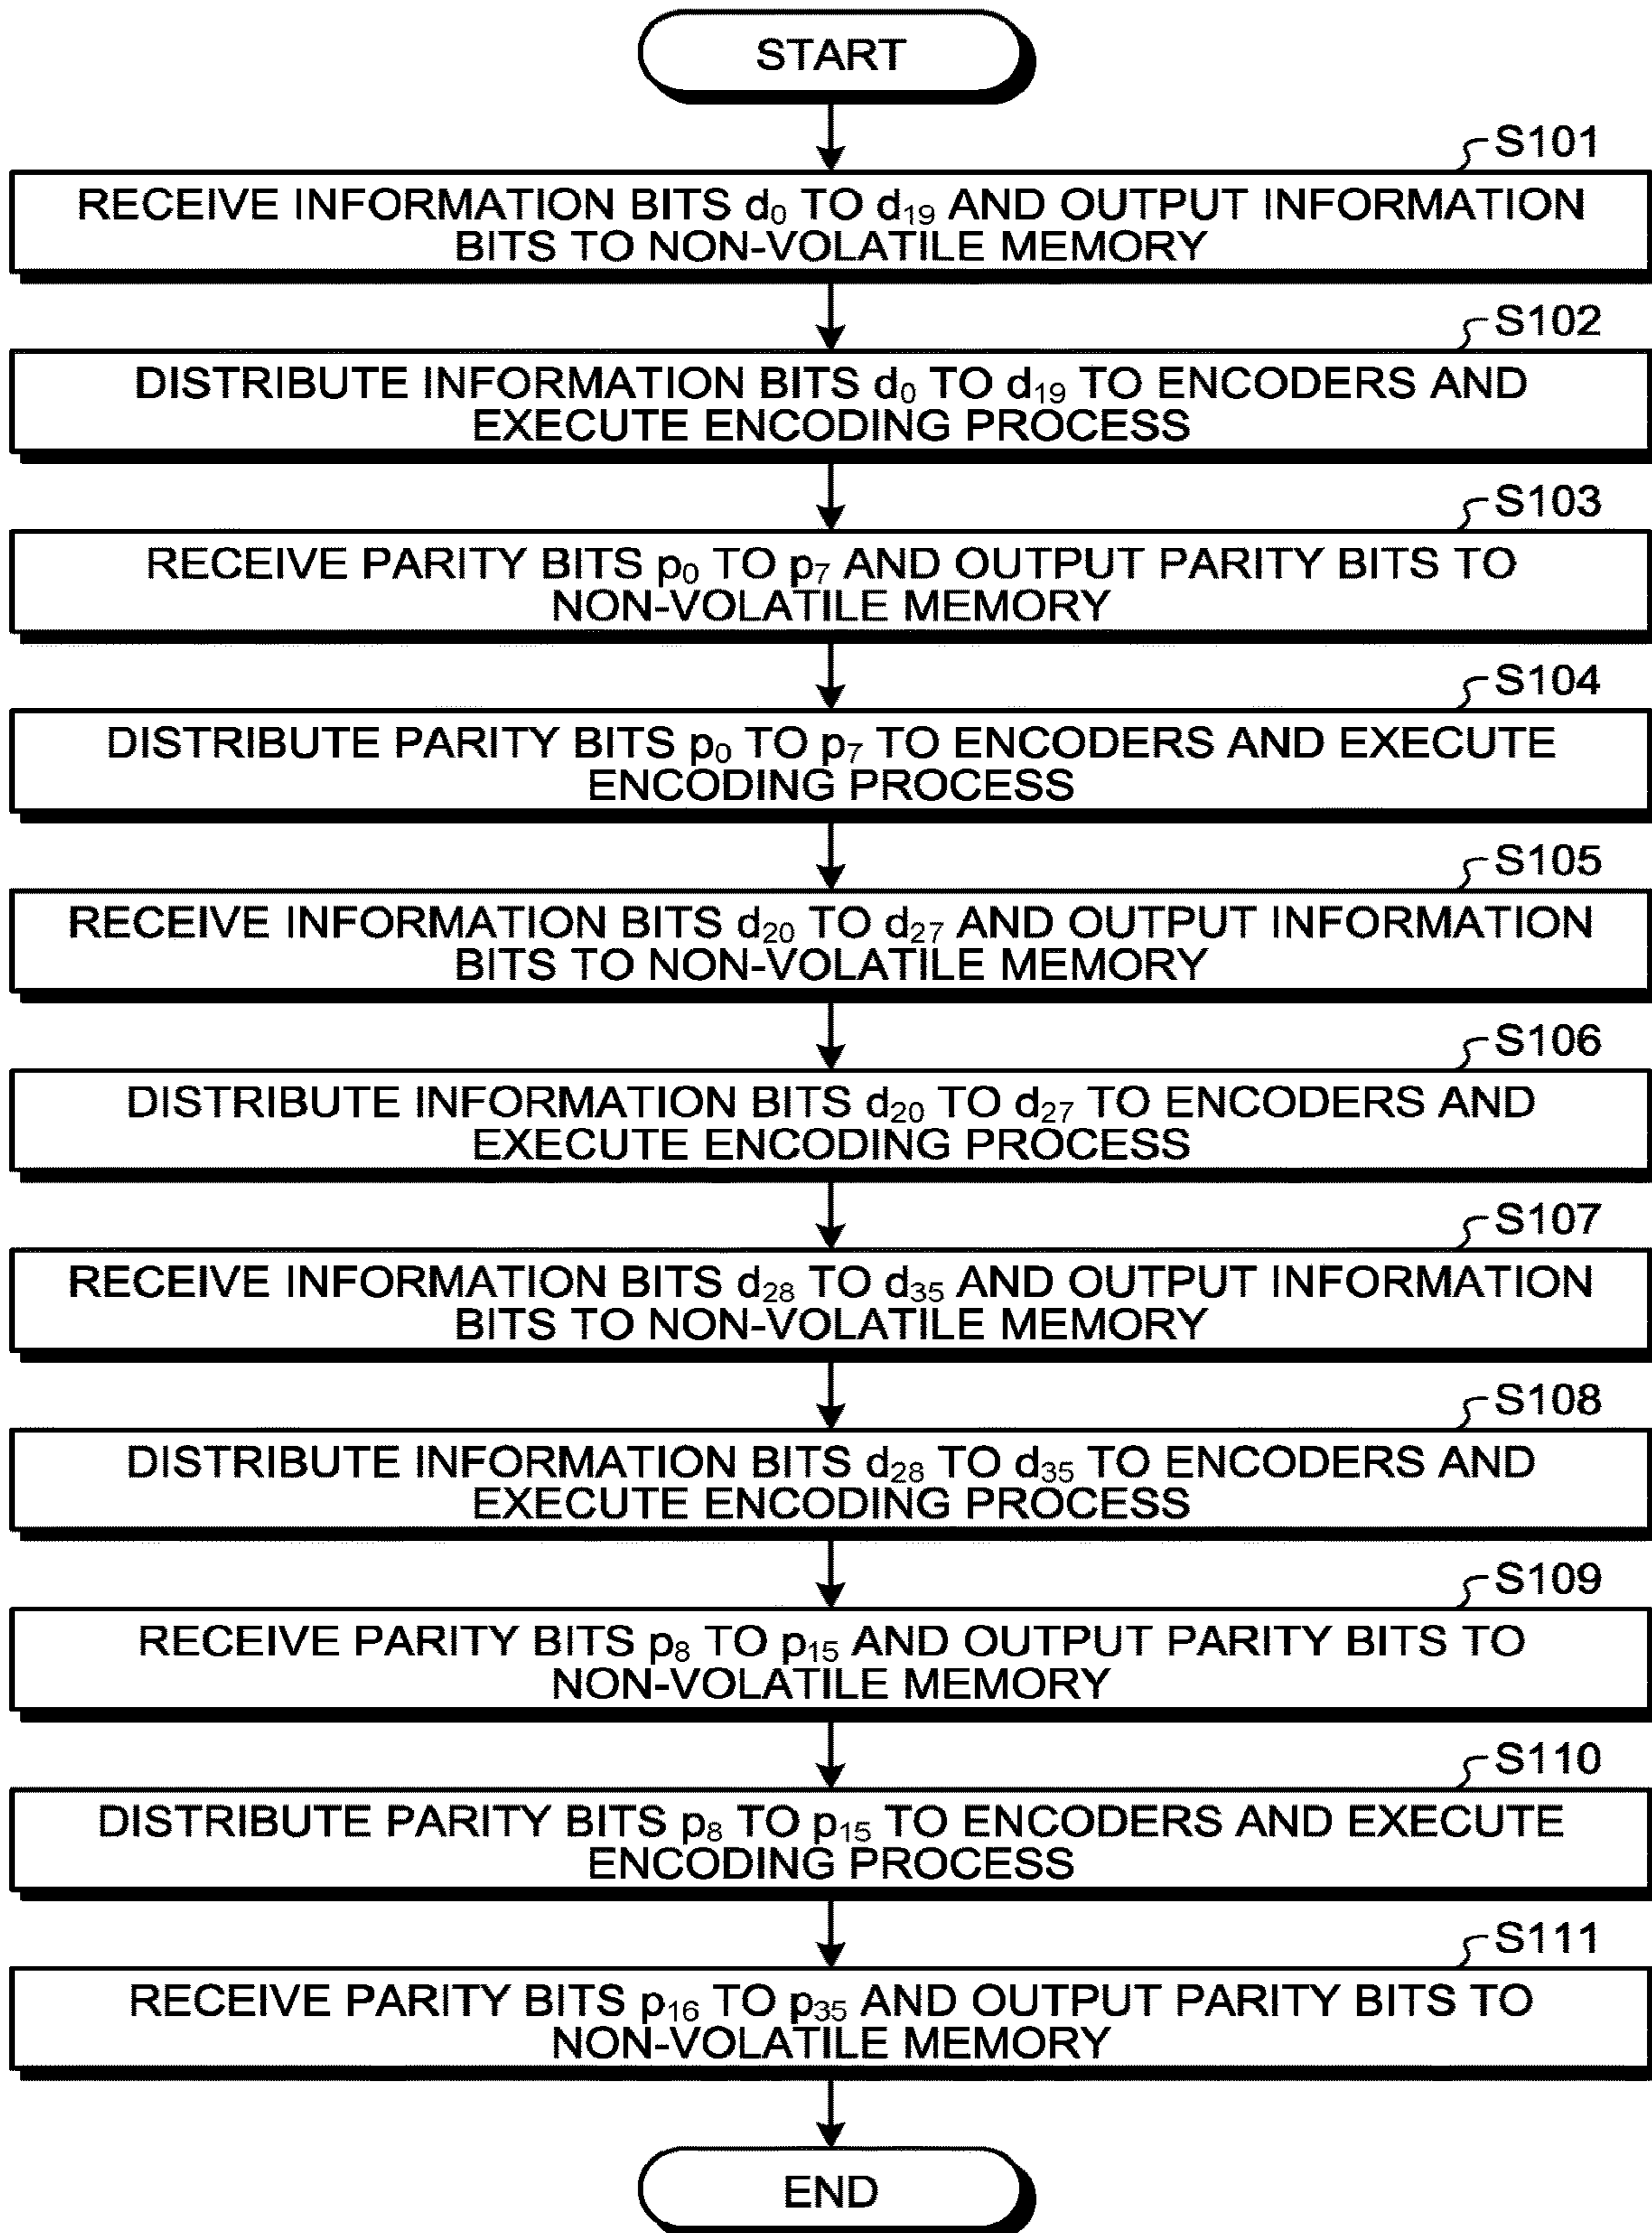 START
S101
RECEIVE INFORMATION BITS d₀ TO d₁₉ AND OUTPUT INFORMATION
BITS TO NON-VOLATILE MEMORY
S102
DISTRIBUTE INFORMATION BITS d₀ TO d₁₉ TO ENCODERS AND
EXECUTE ENCODING PROCESS
S103
RECEIVE PARITY BITS p₀ TO p₇ AND OUTPUT PARITY BITS TO
NON-VOLATILE MEMORY
S104
DISTRIBUTE PARITY BITS p₀ TO p₇ TO ENCODERS AND EXECUTE
ENCODING PROCESS
S105
RECEIVE INFORMATION BITS d₂₀ TO d₂₇ AND OUTPUT INFORMATION
BITS TO NON-VOLATILE MEMORY
S106
DISTRIBUTE INFORMATION BITS d₂₀ TO d₂₇ TO ENCODERS AND
EXECUTE ENCODING PROCESS
S107
RECEIVE INFORMATION BITS d₂₈ TO d₃₅ AND OUTPUT INFORMATION
BITS TO NON-VOLATILE MEMORY
S108
DISTRIBUTE INFORMATION BITS d₂₈ TO d₃₅ TO ENCODERS AND
EXECUTE ENCODING PROCESS
S109
RECEIVE PARITY BITS p₈ TO p₁₅ AND OUTPUT PARITY BITS TO
NON-VOLATILE MEMORY
S110
DISTRIBUTE PARITY BITS p₈ TO p₁₅ TO ENCODERS AND EXECUTE
ENCODING PROCESS
S111
RECEIVE PARITY BITS p₁₆ TO p₃₅ AND OUTPUT PARITY BITS TO
NON-VOLATILE MEMORY
END